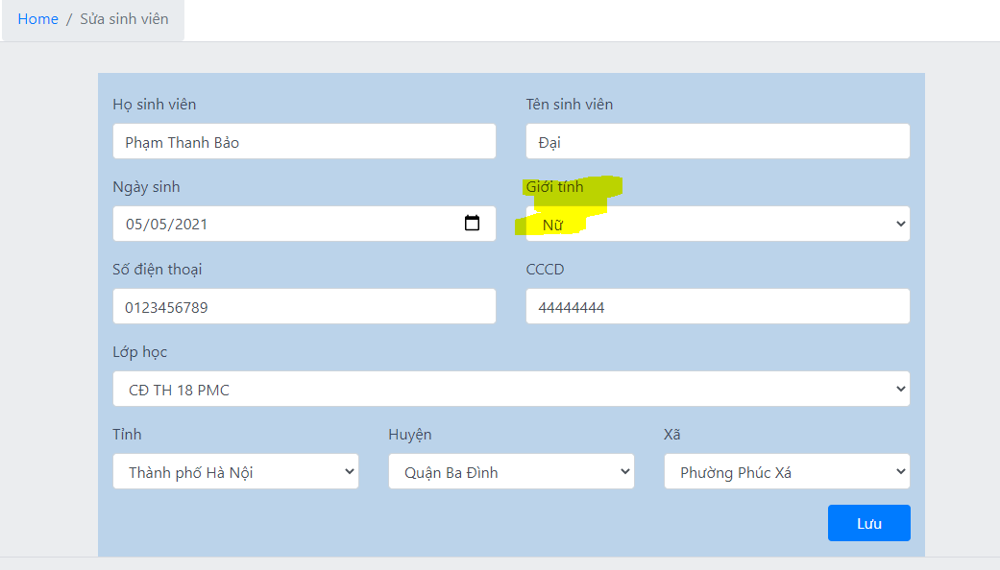 Home / Sửa sinh viên
Họ sinh viên
Tên sinh viên
Phạm Thanh Bảo
Đại
Ngày sinh
Giới tính
05/05/2021
Nữ
Số điện thoại
CCCD
0123456789
44444444
Lớp học
CĐ TH 18 PMC
Tỉnh
Huyện
Xã
Thành phố Hà Nội
Quận Ba Đình
Phường Phúc Xá
Lưu